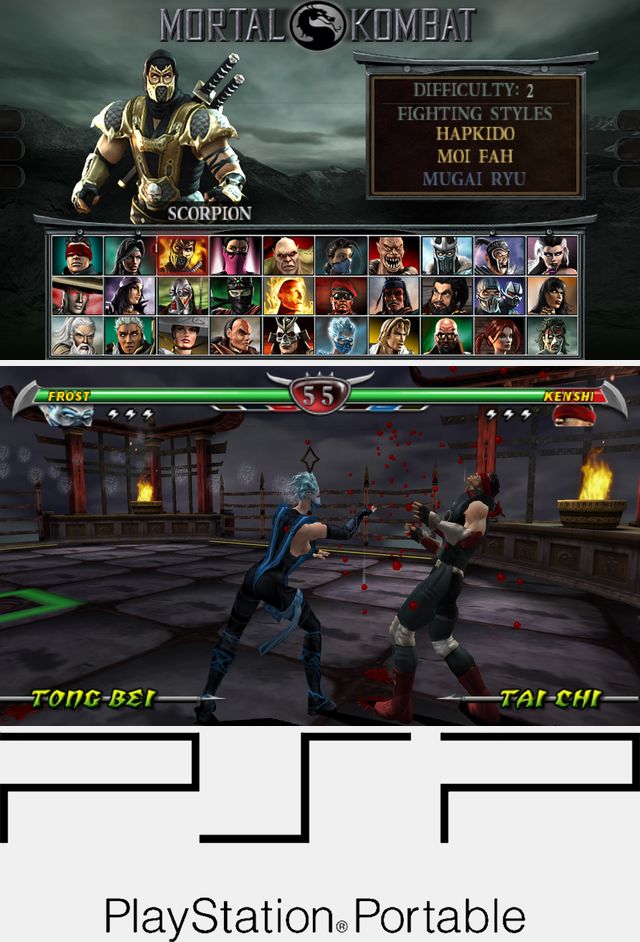 MORTAL KOMBAT
DIFFICULTY: 2
FIGHTING STYLES
HAPKIDO
MOI FAH
MUGAI RYU
SCORPION
FROST
55
KENSHI
TONG BEI
TAI CHI
PSP
PlayStation® Portable